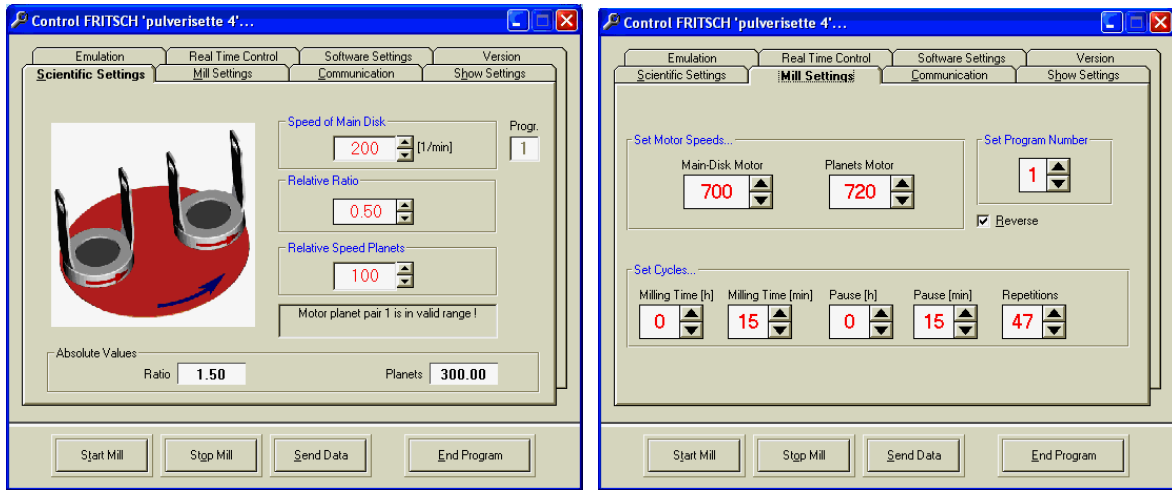 Control FRITSCH 'pulverisette 4'...
Emulation Real Time Control Software Settings Version
Scientific Settings Mill Settings Communication Show Settings
Speed of Main Disk Progr.
200 [1/min] 1
Relative Ratio
0.50
Relative Speed Planets
100
Motor planet pair 1 is in valid range !
Absolute Values
Ratio 1.50 Planets 300.00
Start Mill Stop Mill Send Data End Program
Control FRITSCH 'pulverisette 4'...
Emulation Real Time Control Software Settings Version
Scientific Settings Mill Settings Communication Show Settings
Set Motor Speeds... Set Program Number
Main-Disk Motor Planets Motor
700 720 1
Reverse
Set Cycles...
Milling Time [h] Milling Time [min] Pause [h] Pause [min] Repetitions
0 15 0 15 47
Start Mill Stop Mill Send Data End Program